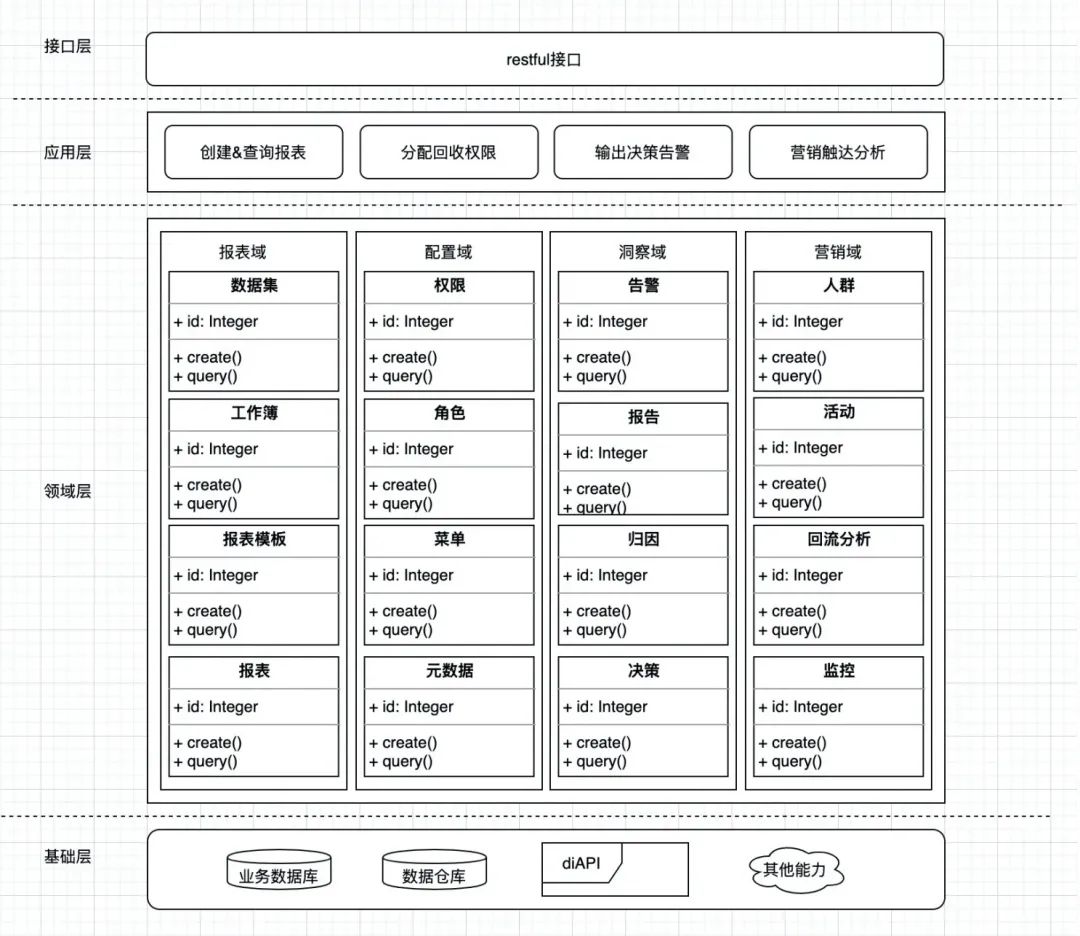 接口层
restful接口
应用层
创建&查询报表
分配回收权限
输出决策告警
营销触达分析
领域层
报表域
数据集
+ id: Integer
+ create()
+ query()
工作簿
+ id: Integer
+ create()
+ query()
报表模板
+ id: Integer
+ create()
+ query()
报表
+ id: Integer
+ create()
+ query()
配置域
权限
+ id: Integer
+ create()
+ query()
角色
+ id: Integer
+ create()
+ query()
菜单
+ id: Integer
+ create()
+ query()
元数据
+ id: Integer
+ create()
+ query()
洞察域
告警
+ id: Integer
+ create()
+ query()
报告
+ id: Integer
+ create()
+ query()
归因
+ id: Integer
+ create()
+ query()
决策
+ id: Integer
+ create()
+ query()
营销域
人群
+ id: Integer
+ create()
+ query()
活动
+ id: Integer
+ create()
+ query()
回流分析
+ id: Integer
+ create()
+ query()
监控
+ id: Integer
+ create()
+ query()
基础层
业务数据库
数据仓库
diAPI
其他能力